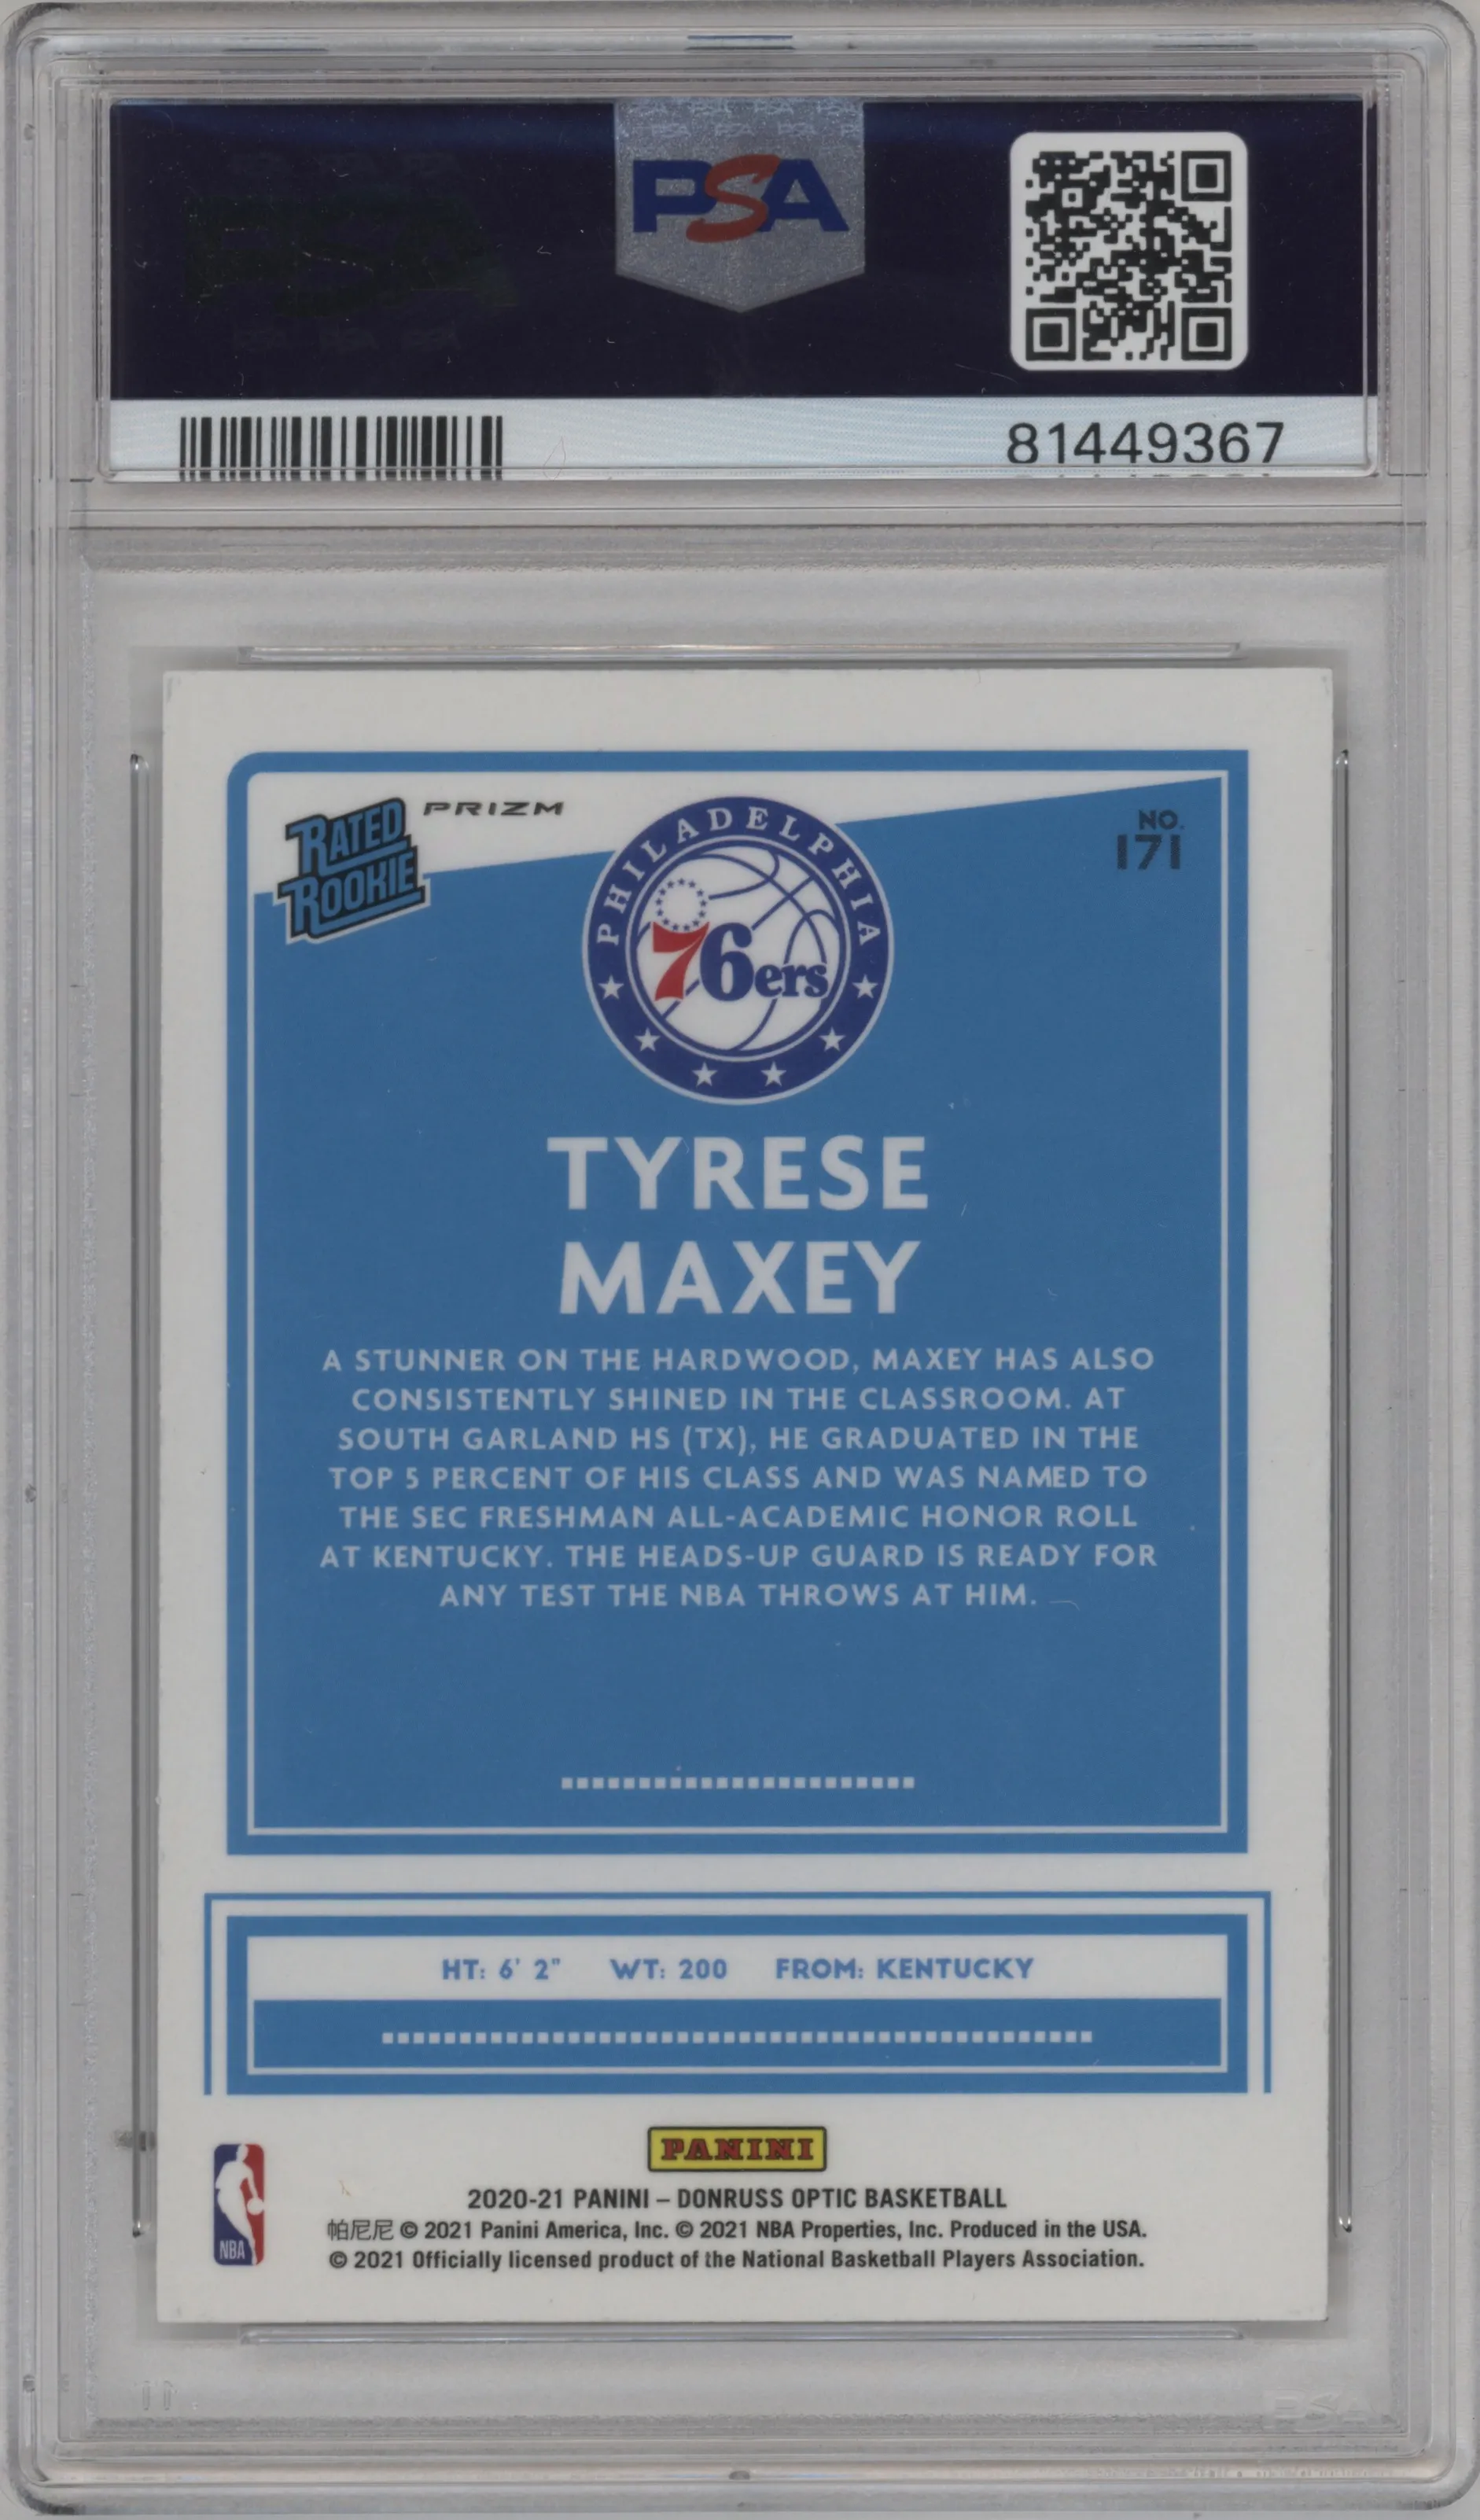 PSA
81449367
RATED
ROOKIE
PRIZM
PHILADELPHIA
76ers
NO.
171
TYRESE
MAXEY
A STUNNER ON THE HARDWOOD, MAXEY HAS ALSO
CONSISTENTLY SHINED IN THE CLASSROOM. AT
SOUTH GARLAND HS (TX), HE GRADUATED IN THE
TOP 5 PERCENT OF HIS CLASS AND WAS NAMED TO
THE SEC FRESHMAN ALL-ACADEMIC HONOR ROLL
AT KENTUCKY. THE HEADS-UP GUARD IS READY FOR
ANY TEST THE NBA THROWS AT HIM.
HT: 6' 2" WT: 200 FROM: KENTUCKY
PANINI
2020-21 PANINI – DONRUSS OPTIC BASKETBALL
帕尼尼 © 2021 Panini America, Inc. © 2021 NBA Properties, Inc. Produced in the USA.
© 2021 Officially licensed product of the National Basketball Players Association.
NBA
PSA